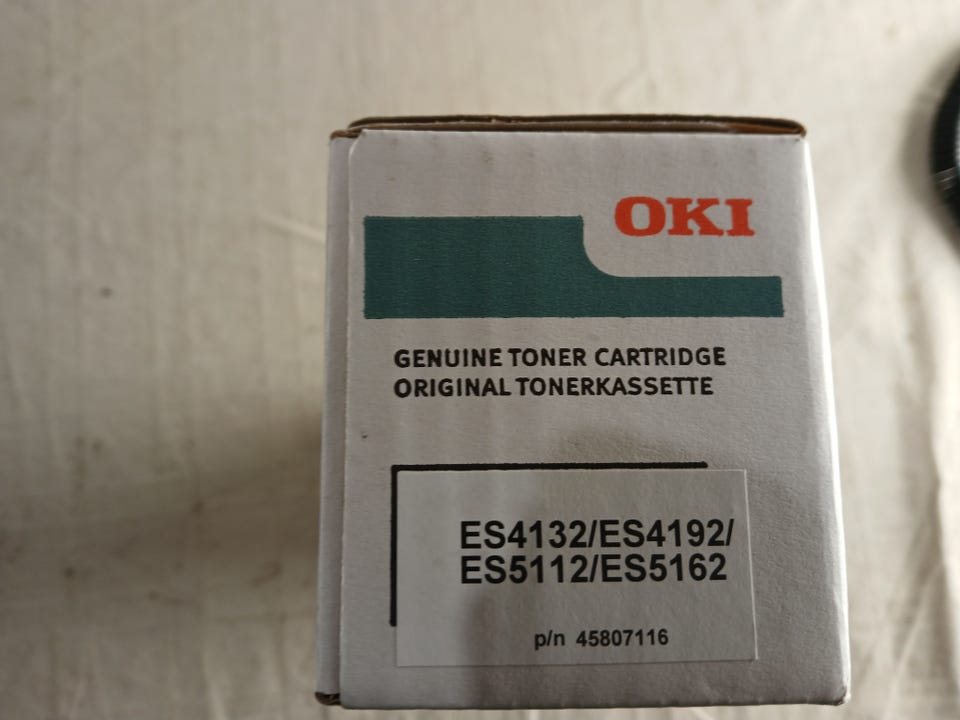 OKI
GENUINE TONER CARTRIDGE
ORIGINAL TONERKASSETTE
ES4132/ES4192/
ES5112/ES5162
p/n 45807116